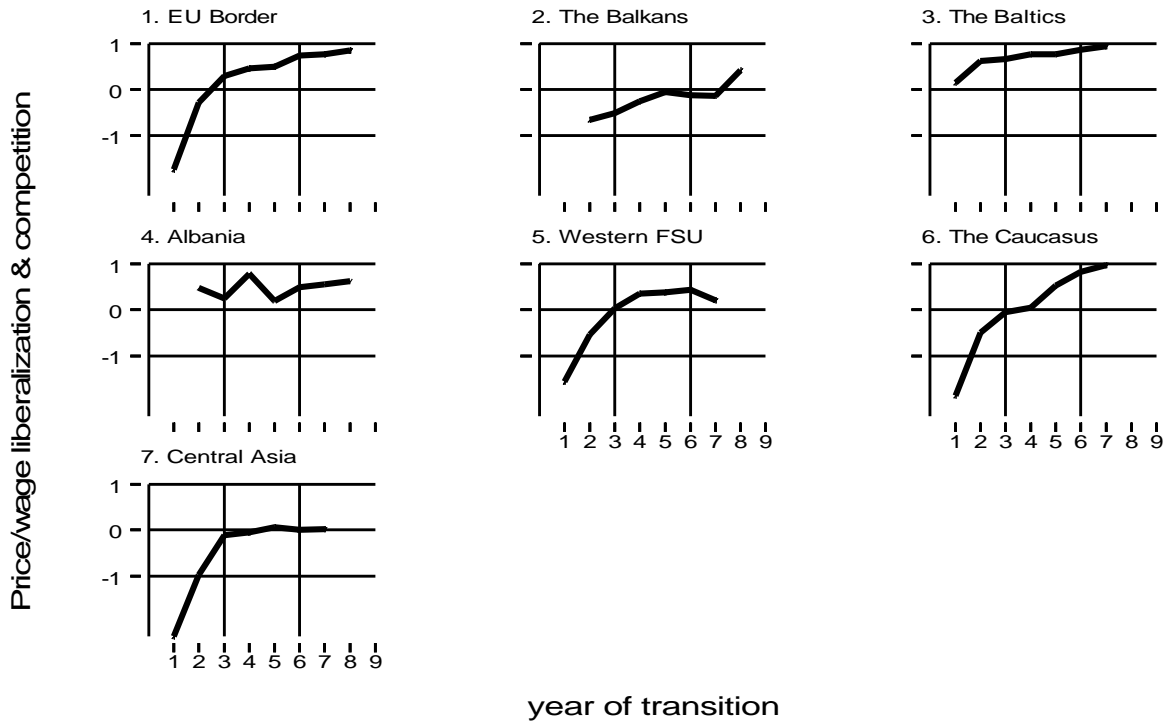 1. EU Border
2. The Balkans
3. The Baltics
1
0
-1
4. Albania
5. Western FSU
6. The Caucasus
1
0
-1
1 2 3 4 5 6 7 8 9
1 2 3 4 5 6 7 8 9
7. Central Asia
1
0
-1
1 2 3 4 5 6 7 8 9
Price/wage liberalization & competition
year of transition